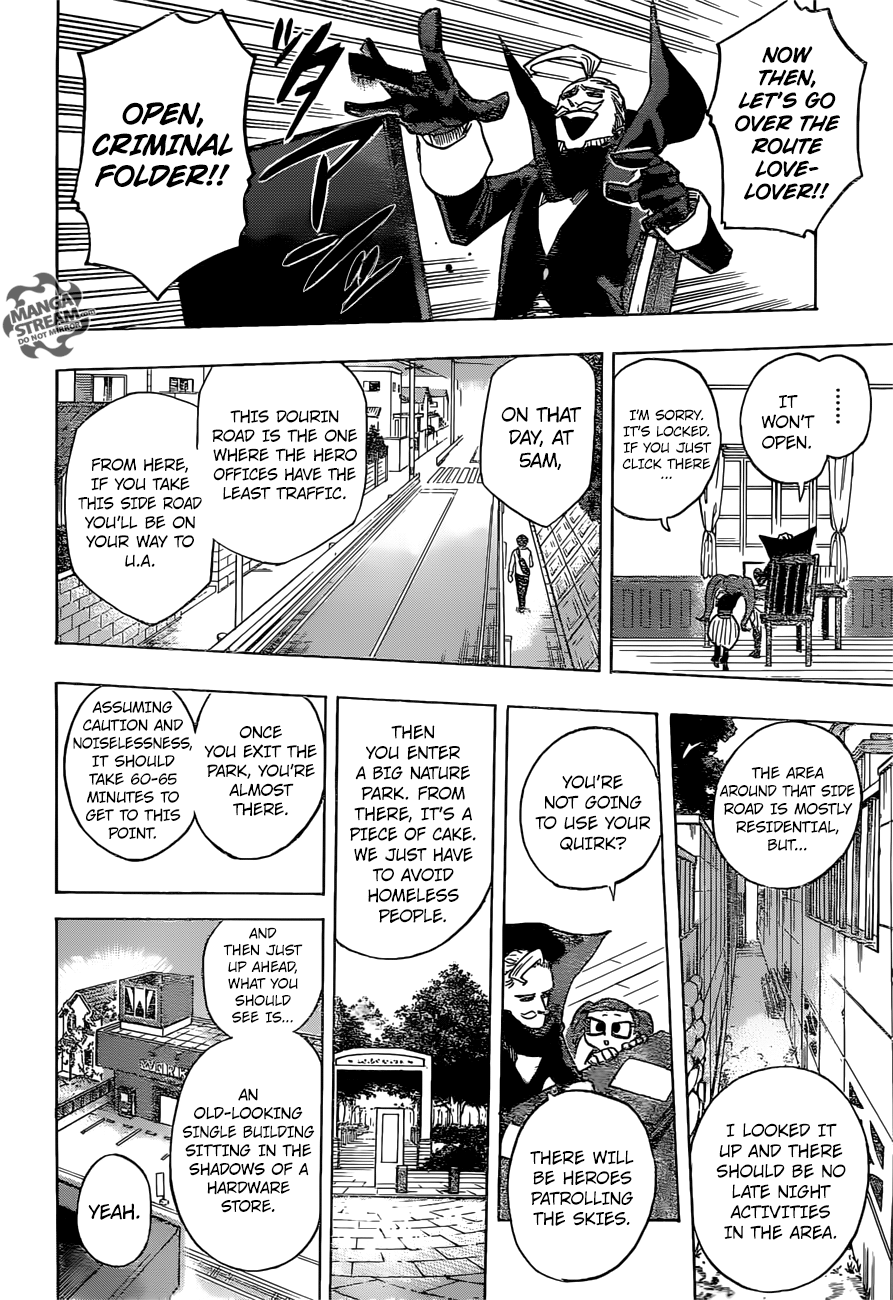 NOW
THEN,
LET'S GO
OVER THE
ROUTE
LOVE-
LOVER!!
OPEN,
CRIMINAL
FOLDER!!
MANGA
STREAM.com
DO NOT MIRROR
........
IT
WON'T
OPEN.
I'M SORRY.
IT'S LOCKED.
IF YOU JUST
CLICK THERE
...
ON THAT
DAY, AT
5AM,
THIS DOURIN
ROAD IS THE ONE
WHERE THE HERO
OFFICES HAVE THE
LEAST TRAFFIC.
FROM HERE,
IF YOU TAKE
THIS SIDE ROAD
YOU'LL BE ON
YOUR WAY TO
U.A.
THE AREA
AROUND THAT SIDE
ROAD IS MOSTLY
RESIDENTIAL,
BUT...
I LOOKED IT
UP AND THERE
SHOULD BE NO
LATE NIGHT
ACTIVITIES
IN THE AREA.
YOU'RE
NOT GOING
TO USE YOUR
QUIRK?
THERE WILL
BE HEROES
PATROLLING
THE SKIES.
THEN
YOU ENTER
A BIG NATURE
PARK. FROM
THERE, IT'S A
PIECE OF CAKE.
WE JUST HAVE
TO AVOID
HOMELESS
PEOPLE.
ONCE
YOU EXIT THE
PARK, YOU'RE
ALMOST
THERE.
ASSUMING
CAUTION AND
NOISELESSNESS,
IT SHOULD
TAKE 60-65
MINUTES TO
GET TO THIS
POINT.
AND
THEN JUST
UP AHEAD,
WHAT YOU
SHOULD
SEE IS...
AN
OLD-LOOKING
SINGLE BUILDING
SITTING IN THE
SHADOWS OF A
HARDWARE
STORE.
W
WORK
YEAH.